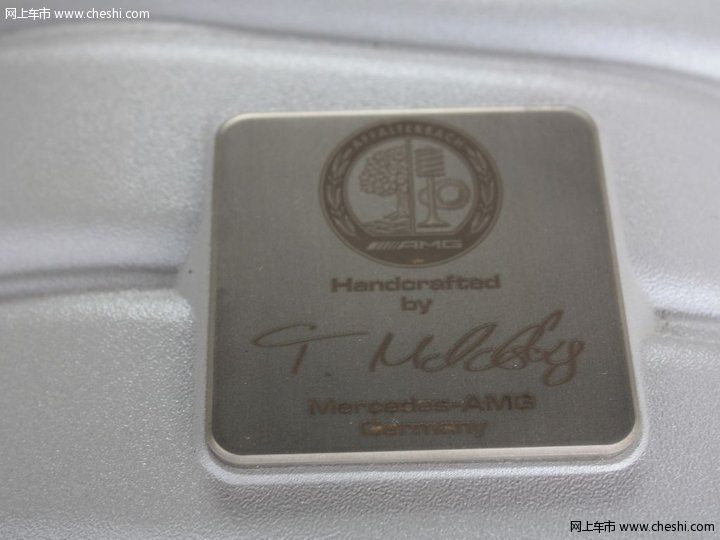 网上车市 www.cheshi.com
AFFALTERBACH
AMG
Handcrafted
by
T.
Mercedes-AMG
Germany
网上车市 www.cheshi.com